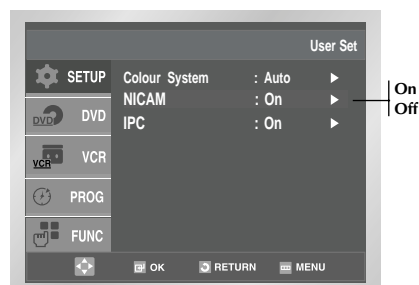 User Set
SETUP
DVD
VCR
PROG
FUNC
Colour System : Auto ►
NICAM : On ►
IPC : On ►
On
Off
DVD
VCR
OK RETURN MENU